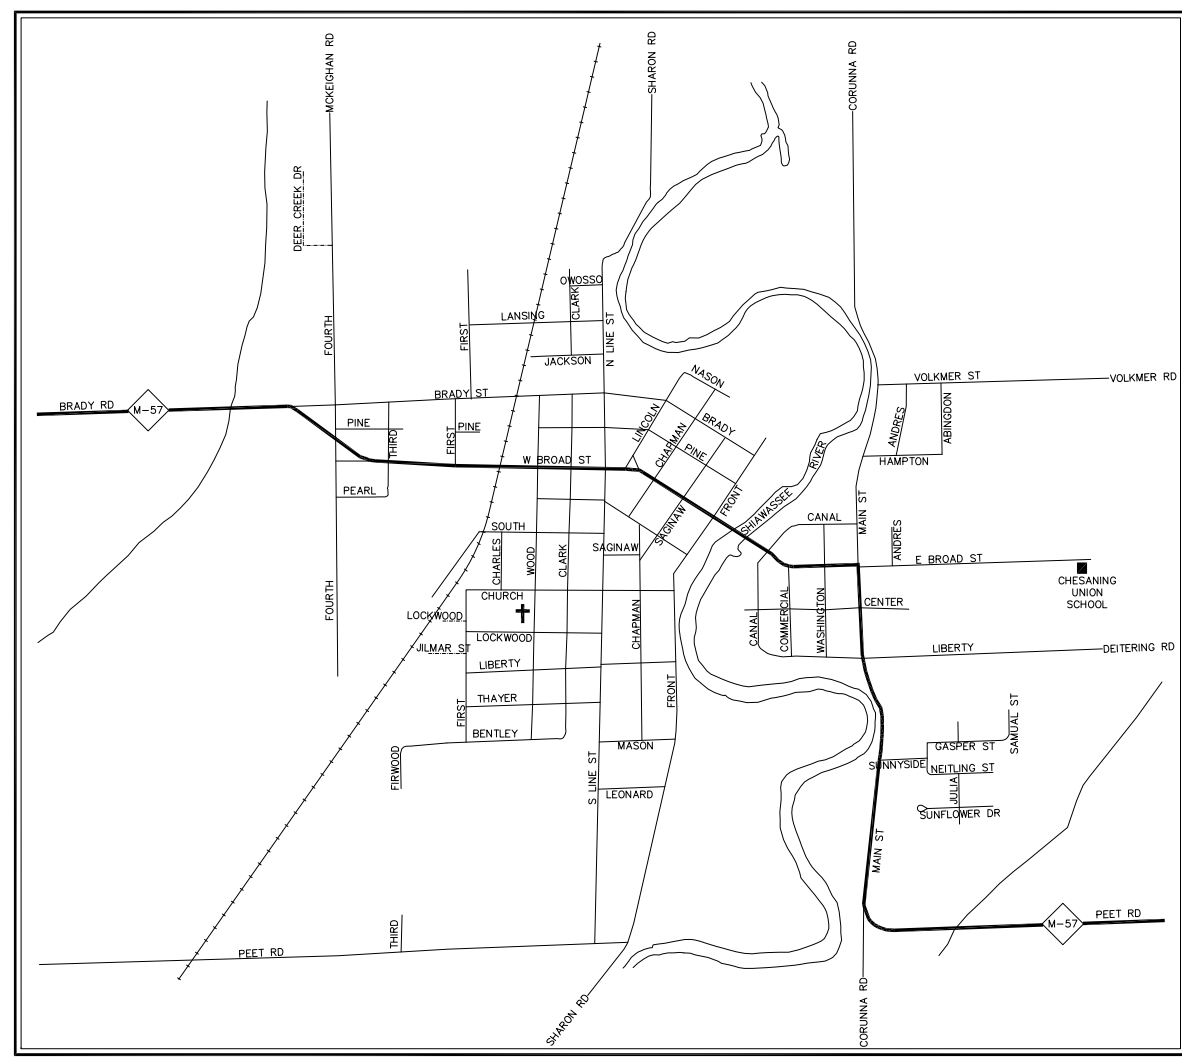 MCKEIGHAN RD
SHARON RD
CORUNNA RD
DEER CREEK DR
OWOSSO
CLARK
LANSING
N LINE ST
FOURTH
FIRST
JACKSON
NASON
VOLKMER ST
VOLKMER RD
BRADY RD
M-57
BRADY ST
LINCOLN
BRADY
ANDRES
ABINGDON
PINE
THIRD
FIRST
PINE
CHAPMAN
PINE
RIVER
W BROAD ST
HAMPTON
PEARL
FRONT
SHIAWASSEE
MAIN ST
SAGINAW
CANAL
SOUTH
ANDRES
CHARLES
WOOD
CLARK
SAGINAW
E BROAD ST
CHESANING
UNION
SCHOOL
FOURTH
CHURCH
CENTER
LOCKWOOD
CHAPMAN
CANAL
COMMERCIAL
WASHINGTON
LOCKWOOD
JILMAR ST
LIBERTY
LIBERTY
DEITERING RD
THAYER
FRONT
FIRST
BENTLEY
SAMUAL ST
MASON
GASPER ST
FIRWOOD
S LINE ST
SUNNYSIDE
NEITLING ST
LEONARD
JULIA
SUNFLOWER DR
MAIN ST
THIRD
M-57
PEET RD
PEET RD
SHARON RD
CORUNNA RD